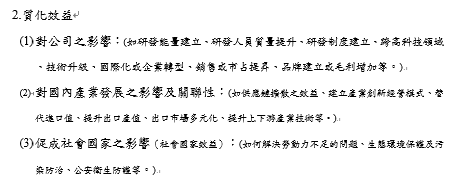 2.質化效益
(1)對公司之影響：(如研發能量建立、研發人員質量提升、研發制度建立、跨高科技領域
、技術升級、國際化或企業轉型、銷售或市占提昇、品牌建立或毛利增加等。)
(2)對國內產業發展之影響及關聯性：(如供應鏈擴散之效益、建立產業創新經營模式、替
代進口值、提升出口產值、出口市場多元化、提升上下游產業技術等。)
(3)促成社會國家之影響（社會國家效益）：(如何解決勞動力不足的問題、生態環境保護及污
染防治、公安衛生防護等。)